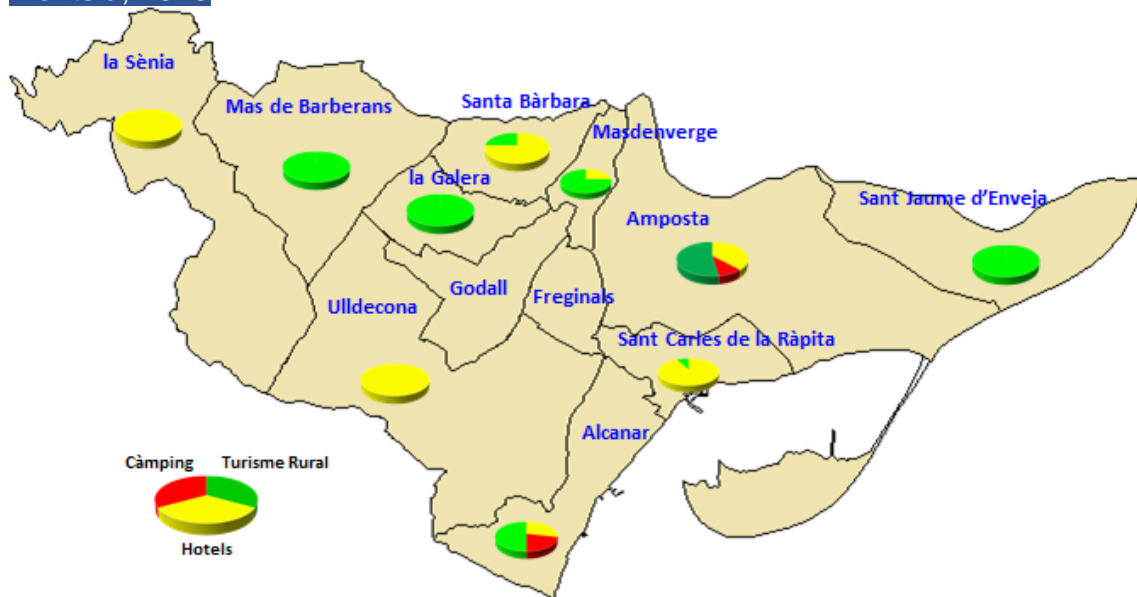 la Sènia
Mas de Barberans
Santa Bàrbara
Masdenverge
la Galera
Sant Jaume d'Enveja
Amposta
Godall
Freginals
Ulldecona
Sant Carles de la Ràpita
Alcanar
Càmping
Turisme Rural
Hotels